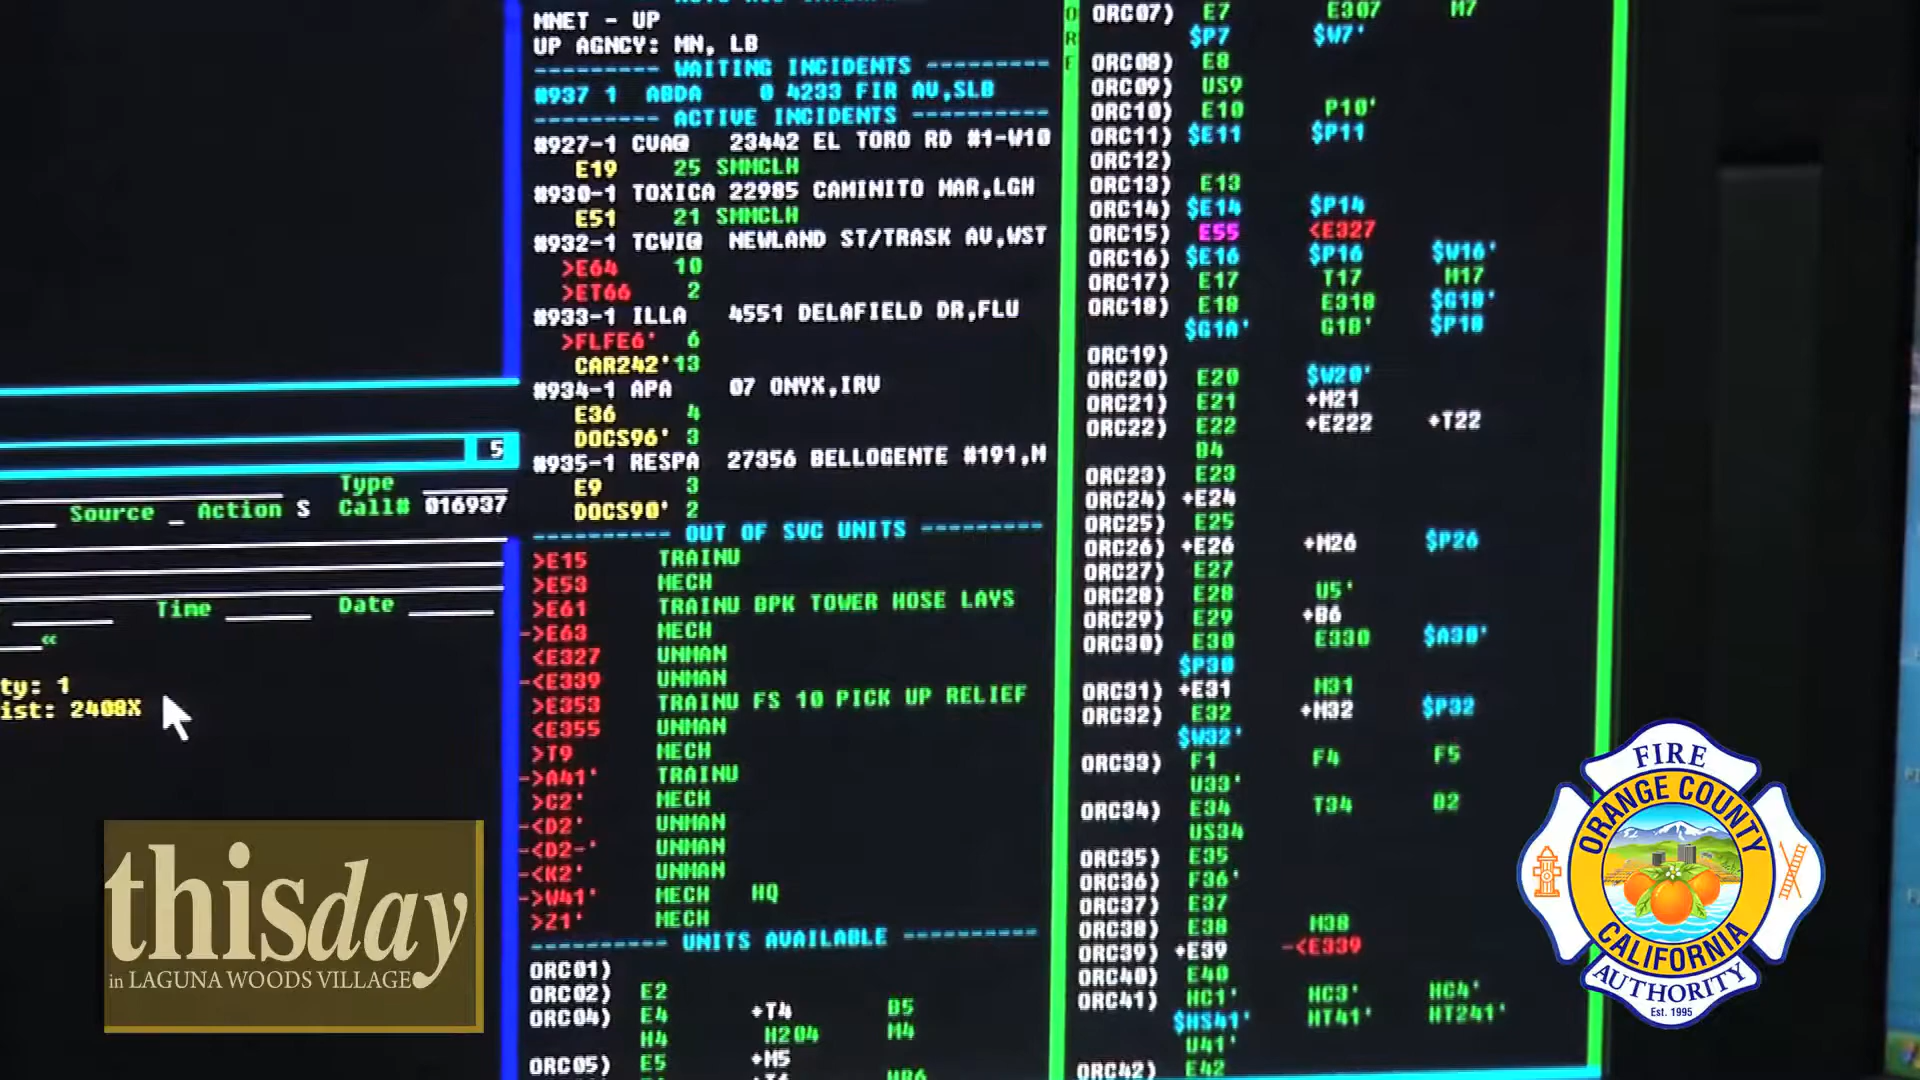 MNET - UP
UP AGNCY: MN, LB
--------- WAITING INCIDENTS ---------
#937 1 ABDA 0 4233 FIR AV,SLB
--------- ACTIVE INCIDENTS ----------
#927-1 CVA@ 23442 EL TORO RD #1-W10
E19 25 SMMCLH
#930-1 TOXICA 22985 CAMINITO MAR,LGH
E51 21 SMMCLH
#932-1 TCWI@ NEWLAND ST/TRASK AV,WST
>E64 10
>ET66 2
#933-1 ILLA 4551 DELAFIELD DR,FLU
>FLFE6' 6
CAR242' 13
#934-1 APA 07 ONYX,IRV
E36 4
DOCS96' 3
#935-1 RESPA 27356 BELLOGENTE #191,M
E9 3
DOCS90' 2
---------- OUT OF SVC UNITS ---------
>E15 TRAINU
>E53 MECH
>E61 TRAINU BPK TOWER HOSE LAYS
->E63 MECH
<E327 UNMAN
-<E339 UNMAN
>E353 TRAINU FS 10 PICK UP RELIEF
<E355 UNMAN
>T9 MECH
->A41' TRAINU
>C2' MECH
-<D2' UNMAN
-<D2-' UNMAN
-<K2' UNMAN
->W41' MECH HQ
>Z1' MECH
---------- UNITS AVAILABLE ----------
ORC01)
ORC02) E2
ORC04) E4 +T4 B5
H4 H204 M4
ORC05) E5 +M5
ORC07) E7 E307 M7
$P7 $W7'
ORC08) E8
ORC09) US9
ORC10) E10 P10'
ORC11) $E11 $P11
ORC12)
ORC13) E13
ORC14) $E14 $P14
ORC15) E55 <E327
ORC16) $E16 $P16 $W16'
ORC17) E17 T17 M17
ORC18) E18 E318 $G18'
$G1A' G1B' $P18
ORC19)
ORC20) E20 $W20'
ORC21) E21 +M21
ORC22) E22 +E222 +T22
B4
ORC23) E23
ORC24) +E24
ORC25) E25
ORC26) +E26 +M26 $P26
ORC27) E27
ORC28) E28 U5'
ORC29) E29 +B6
ORC30) E30 E330 $A30'
$P30
ORC31) +E31 M31
ORC32) E32 +M32 $P32
$W32'
ORC33) F1 F4 F5
U33'
ORC34) E34 T34 B2
US34
ORC35) E35
ORC36) F36'
ORC37) E37
ORC38) E38 M38
ORC39) +E39 -<E339
ORC40) E40
ORC41) HC1' HC3' HC4'
$HS41' HT41' HT241'
U41'
ORC42) E42
5
Type
Source _ Action S Call# 016937
Time Date
«
ty: 1
ist: 2408X
thisday
in LAGUNA WOODS VILLAGE
FIRE
ORANGE COUNTY
CALIFORNIA
AUTHORITY
Est. 1995